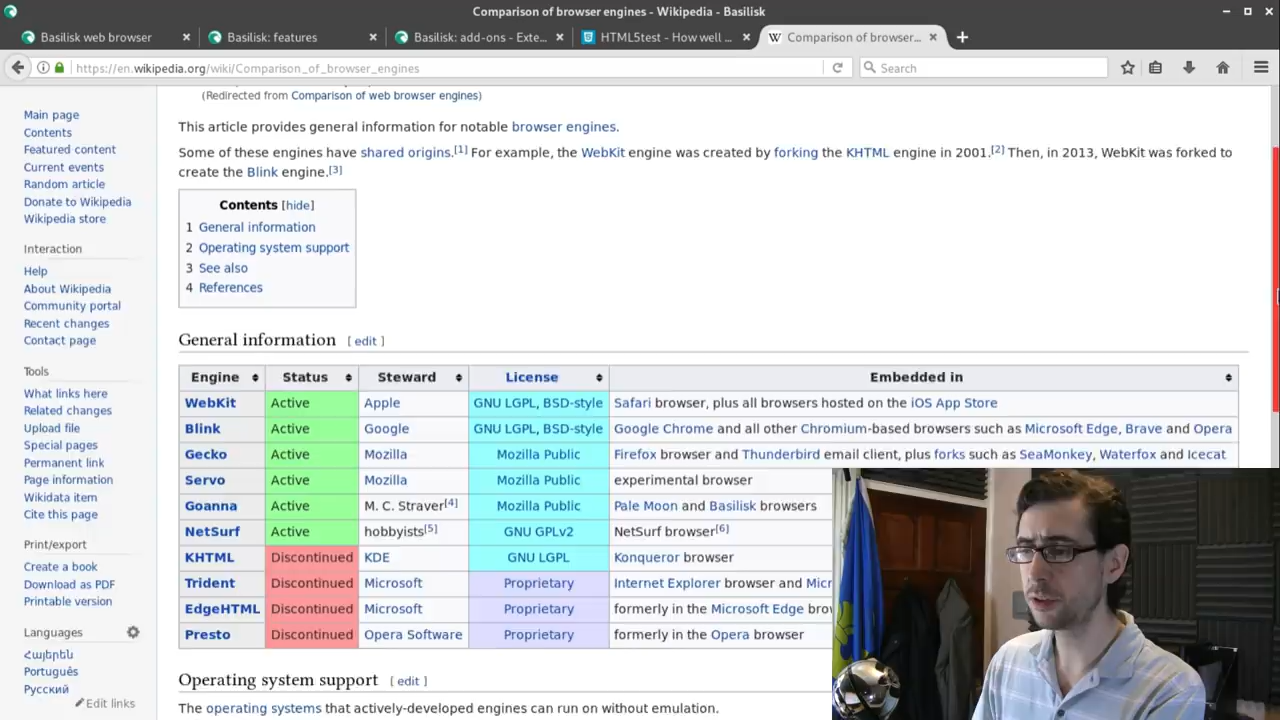 Comparison of browser engines - Wikipedia - Basilisk
Basilisk web browser
Basilisk: features
Basilisk: add-ons - Exte...
HTML5test - How well ...
W Comparison of browser...
https://en.wikipedia.org/wiki/Comparison_of_browser_engines
Search
Main page
Contents
Featured content
Current events
Random article
Donate to Wikipedia
Wikipedia store
Interaction
Help
About Wikipedia
Community portal
Recent changes
Contact page
Tools
What links here
Related changes
Upload file
Special pages
Permanent link
Page information
Wikidata item
Cite this page
Print/export
Create a book
Download as PDF
Printable version
Languages
Հայերեն
Português
Русский
Edit links
(Redirected from Comparison of web browser engines)
This article provides general information for notable browser engines.
Some of these engines have shared origins.[1] For example, the WebKit engine was created by forking the KHTML engine in 2001.[2] Then, in 2013, WebKit was forked to
create the Blink engine.[3]
Contents [hide]
1 General information
2 Operating system support
3 See also
4 References
General information [ edit ]
Engine Status Steward License Embedded in
WebKit Active Apple GNU LGPL, BSD-style Safari browser, plus all browsers hosted on the iOS App Store
Blink Active Google GNU LGPL, BSD-style Google Chrome and all other Chromium-based browsers such as Microsoft Edge, Brave and Opera
Gecko Active Mozilla Mozilla Public Firefox browser and Thunderbird email client, plus forks such as SeaMonkey, Waterfox and Icecat
Servo Active Mozilla Mozilla Public experimental browser
Goanna Active M. C. Straver[4] Mozilla Public Pale Moon and Basilisk browsers
NetSurf Active hobbyists[5] GNU GPLv2 NetSurf browser[6]
KHTML Discontinued KDE GNU LGPL Konqueror browser
Trident Discontinued Microsoft Proprietary Internet Explorer browser and Micr
EdgeHTML Discontinued Microsoft Proprietary formerly in the Microsoft Edge brow
Presto Discontinued Opera Software Proprietary formerly in the Opera browser
Operating system support [ edit ]
The operating systems that actively-developed engines can run on without emulation.